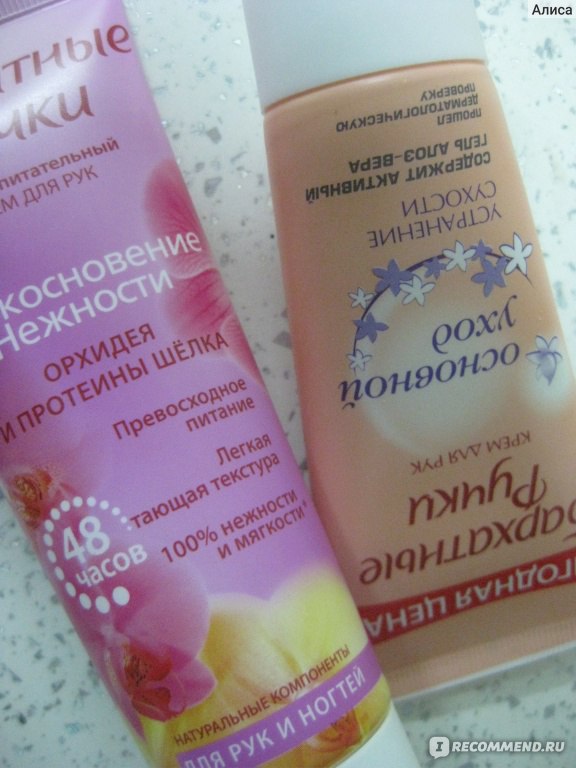 Алиса
атные
чки
питательный
ем для рук
косновение
Нежности
ОРХИДЕЯ
И ПРОТЕИНЫ ШЁЛКА
Превосходное
питание
Легкая
тающая текстура
100% нежности
и мягкости*
48
часов
НАТУРАЛЬНЫЕ КОМПОНЕНТЫ
ДЛЯ РУК И НОГТЕЙ
ГОДНАЯ ЦЕНА
Бархатные
Ручки
КРЕМ ДЛЯ РУК
основной
уход
УСТРАНЕНИЕ
СУХОСТИ
СОДЕРЖИТ АКТИВНЫЙ
ГЕЛЬ АЛОЭ-ВЕРА
ПРОШЕЛ
ДЕРМАТОЛОГИЧЕСКУЮ
ПРОВЕРКУ
IRECOMMEND.RU